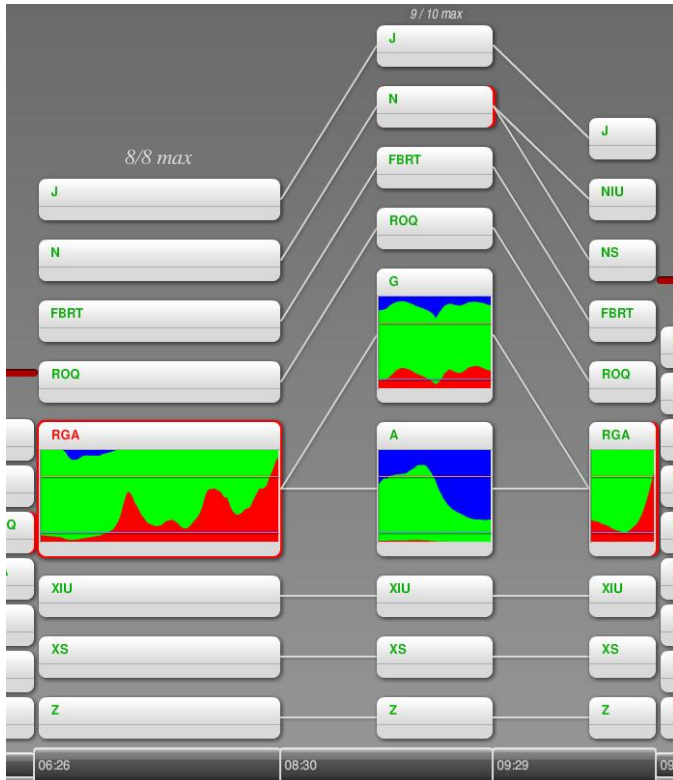 9 / 10 max
J
N
8/8 max
J
FBRT
J
NIU
N
ROQ
NS
G
FBRT
FBRT
ROQ
ROQ
RGA
A
RGA
Q
XIU
XIU
XIU
XS
XS
XS
Z
Z
Z
06:26
08:30
09:29